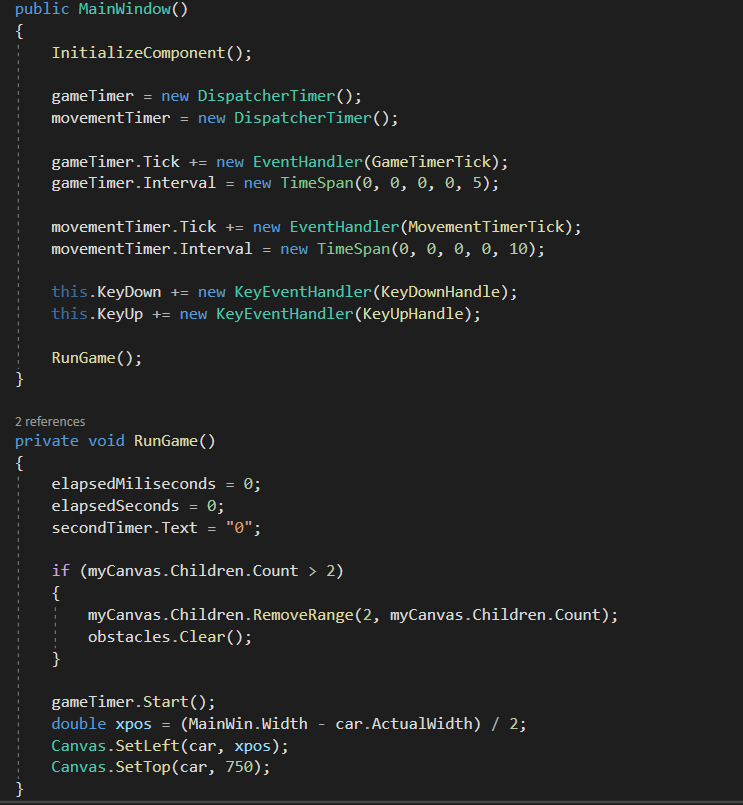 public MainWindow()
{
InitializeComponent();
gameTimer = new DispatcherTimer();
movementTimer = new DispatcherTimer();
gameTimer.Tick += new EventHandler(GameTimerTick);
gameTimer.Interval = new TimeSpan(0, 0, 0, 0, 5);
movementTimer.Tick += new EventHandler(MovementTimerTick);
movementTimer.Interval = new TimeSpan(0, 0, 0, 0, 10);
this.KeyDown += new KeyEventHandler(KeyDownHandle);
this.KeyUp += new KeyEventHandler(KeyUpHandle);
RunGame();
}
2 references
private void RunGame()
{
elapsedMiliseconds = 0;
elapsedSeconds = 0;
secondTimer.Text = "0";
if (myCanvas.Children.Count > 2)
{
myCanvas.Children.RemoveRange(2, myCanvas.Children.Count);
obstacles.Clear();
}
gameTimer.Start();
double xpos = (MainWin.Width - car.ActualWidth) / 2;
Canvas.SetLeft(car, xpos);
Canvas.SetTop(car, 750);
}